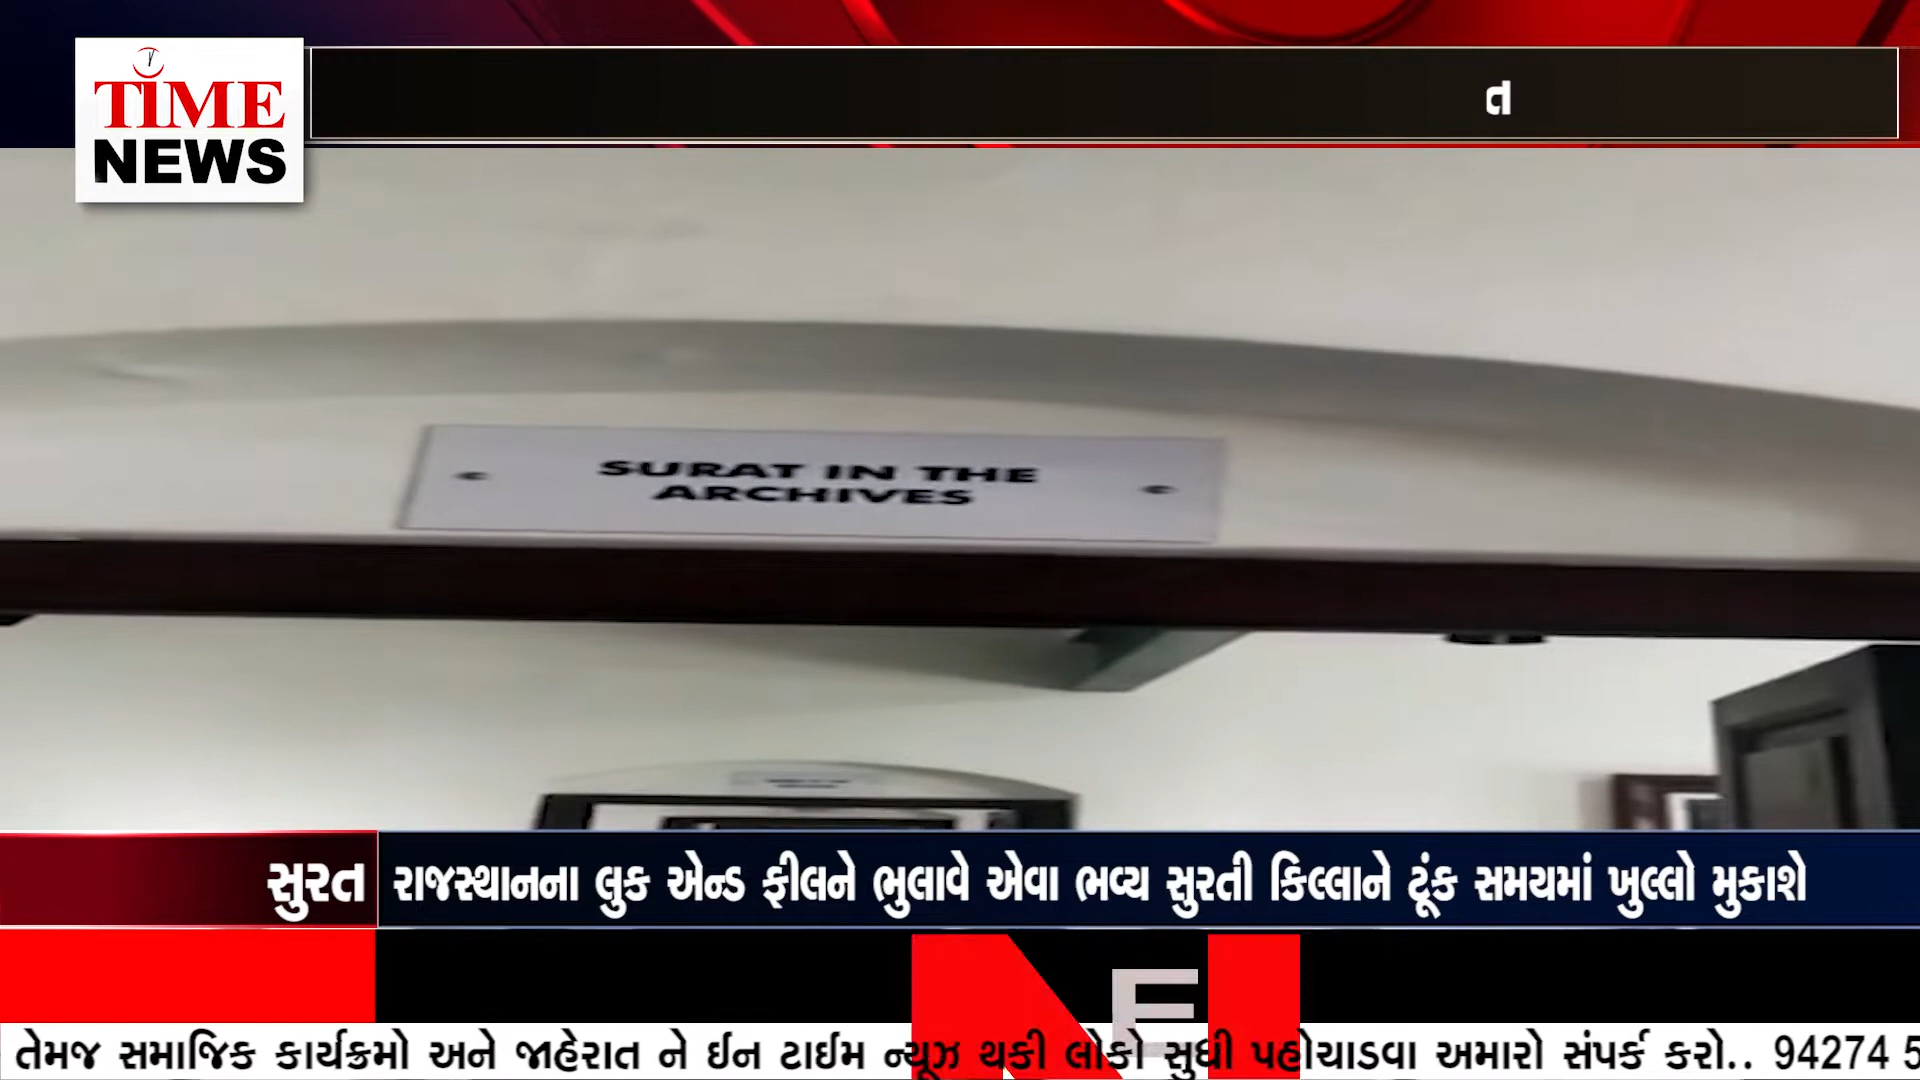 TIME
NEWS
ત
SURAT IN THE
ARCHIVES
સુરત
રાજસ્થાનના લુક એન્ડ ફીલને ભુલાવે એવા ભવ્ય સુરતી કિલ્લાને ટૂંક સમયમાં ખુલ્લો મુકાશે
N E
તેમજ સમાજિક કાર્યક્રમો અને જાહેરાત ને ઈન ટાઈમ ન્યૂઝ થકી લોકો સુધી પહોચાડવા અમારો સંપર્ક કરો.. 94274 5